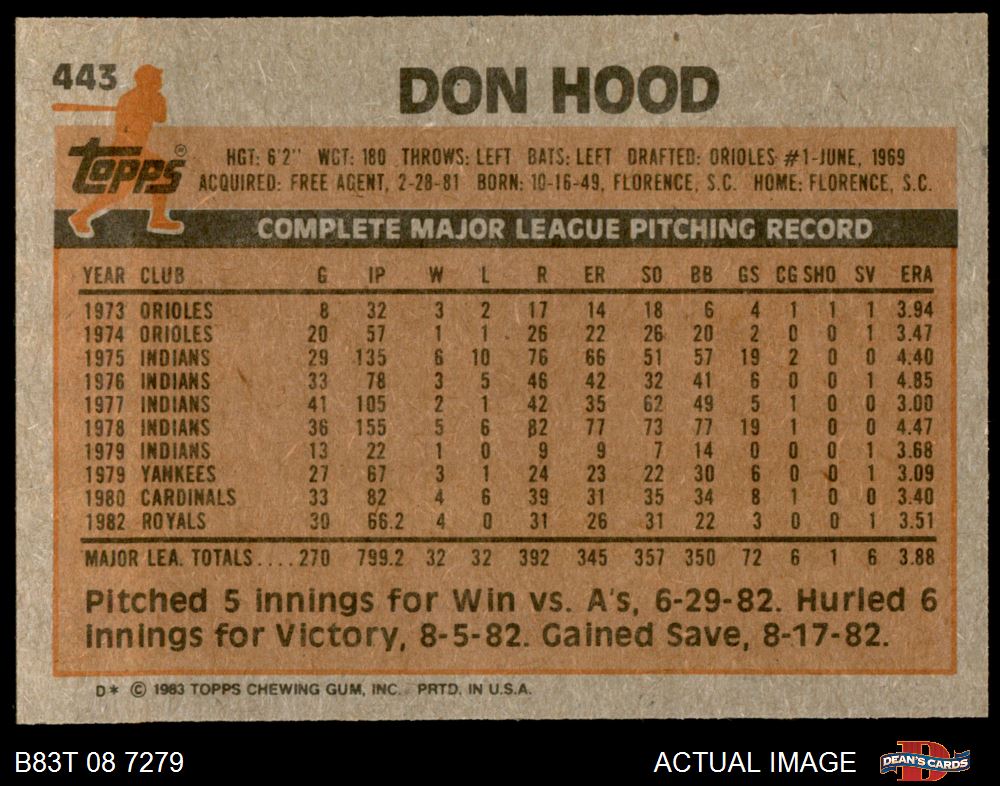 443
DON HOOD
Topps®
HGT: 6'2" WGT: 180 THROWS: LEFT BATS: LEFT DRAFTED: ORIOLES #1-JUNE, 1969
ACQUIRED: FREE AGENT, 2-28-81 BORN: 10-16-49, FLORENCE, S.C. HOME: FLORENCE, S.C.
COMPLETE MAJOR LEAGUE PITCHING RECORD
YEAR CLUB G IP W L R ER SO BB GS CG SHO SV ERA
1973 ORIOLES 8 32 3 2 17 14 18 6 4 1 1 1 3.94
1974 ORIOLES 20 57 1 1 26 22 26 20 2 0 0 1 3.47
1975 INDIANS 29 135 6 10 76 66 51 57 19 2 0 0 4.40
1976 INDIANS 33 78 3 5 46 42 32 41 6 0 0 1 4.85
1977 INDIANS 41 105 2 1 42 35 62 49 5 1 0 0 3.00
1978 INDIANS 36 155 5 6 82 77 73 77 19 1 0 0 4.47
1979 INDIANS 13 22 1 0 9 9 7 14 0 0 0 1 3.68
1979 YANKEES 27 67 3 1 24 23 22 30 6 0 0 1 3.09
1980 CARDINALS 33 82 4 6 39 31 35 34 8 1 0 0 3.40
1982 ROYALS 30 66.2 4 0 31 26 31 22 3 0 0 1 3.51
MAJOR LEA. TOTALS....270 799.2 32 32 392 345 357 350 72 6 1 6 3.88
Pitched 5 innings for Win vs. A's, 6-29-82. Hurled 6
innings for Victory, 8-5-82. Gained Save, 8-17-82.
D* © 1983 TOPPS CHEWING GUM, INC. PRTD. IN U.S.A.
B83T 08 7279
ACTUAL IMAGE
D
DEAN'S CARDS